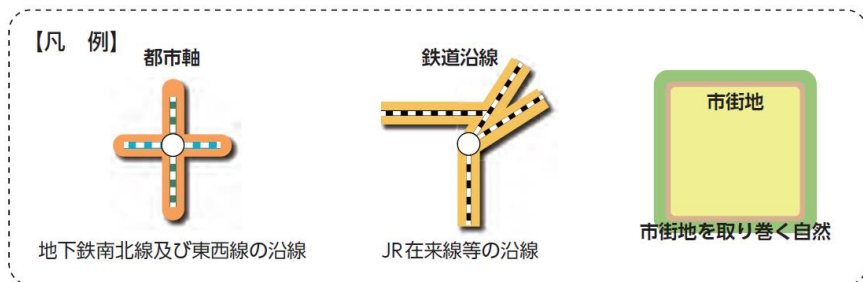 【凡　例】
都市軸
鉄道沿線
市街地
地下鉄南北線及び東西線の沿線
JR在来線等の沿線
市街地を取り巻く自然